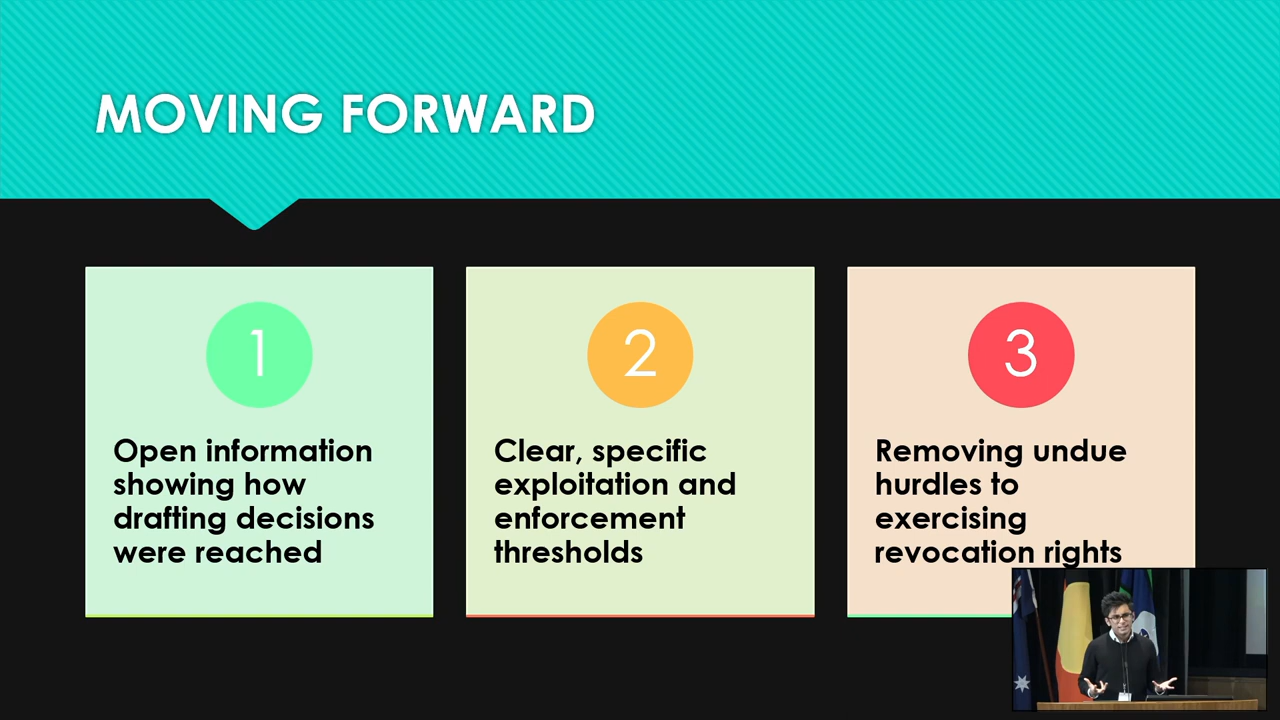 MOVING FORWARD
1
Open information
showing how
drafting decisions
were reached
2
Clear, specific
exploitation and
enforcement
thresholds
3
Removing undue
hurdles to
exercising
revocation rights